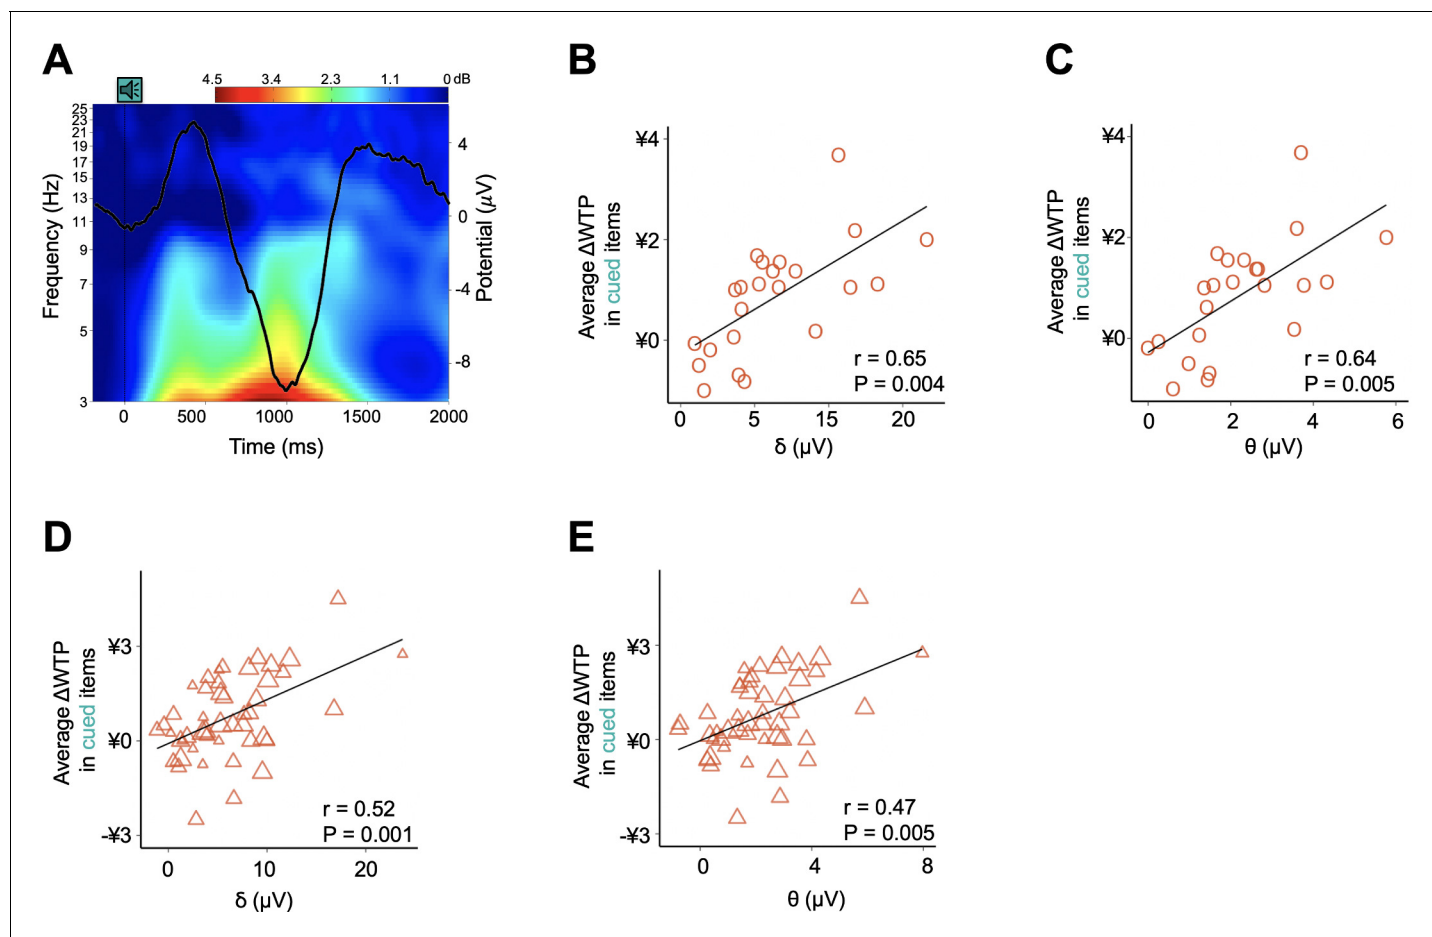 A
4.5 3.4 2.3 1.1 0 dB
Frequency (Hz)
25
23
21
19
17
15
13
11
9
7
5
3
4
0
-4
-8
Potential (μV)
0 500 1000 1500 2000
Time (ms)
B
Average ΔWTP
in cued items
¥4
¥2
¥0
r = 0.65
P = 0.004
0 5 15 20
δ (μV)
C
Average ΔWTP
in cued items
¥4
¥2
¥0
r = 0.64
P = 0.005
0 2 4 6
θ (μV)
D
Average ΔWTP
in cued items
¥3
¥0
-¥3
r = 0.52
P = 0.001
0 10 20
δ (μV)
E
Average ΔWTP
in cued items
¥3
¥0
-¥3
r = 0.47
P = 0.005
0 4 8
θ (μV)